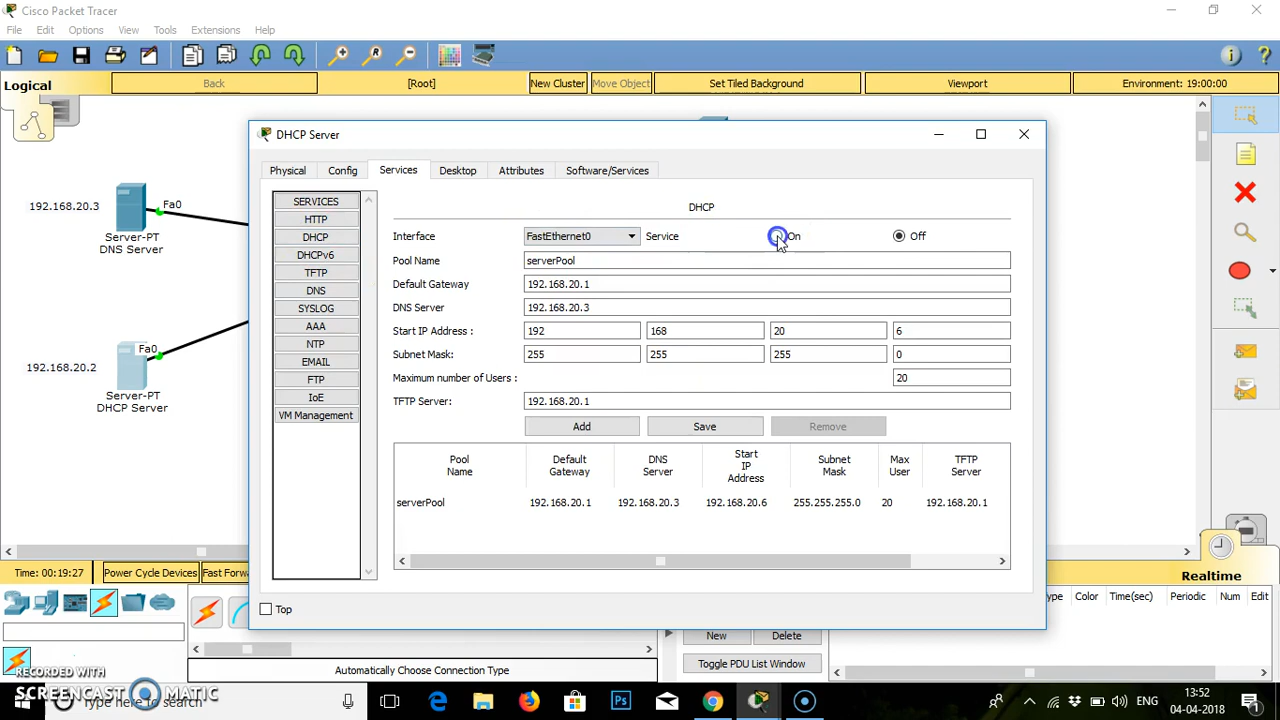 Cisco Packet Tracer
File Edit Options View Tools Extensions Help
Logical Back [Root] New Cluster Move Object Set Tiled Background Viewport Environment: 19:00:00
192.168.20.3
Fa0
Server-PT
DNS Server
192.168.20.2
Fa0
Server-PT
DHCP Server
DHCP Server
Physical Config Services Desktop Attributes Software/Services
SERVICES
HTTP
DHCP
DHCPv6
TFTP
DNS
SYSLOG
AAA
NTP
EMAIL
FTP
IoE
VM Management
DHCP
Interface FastEthernet0 Service On Off
Pool Name serverPool
Default Gateway 192.168.20.1
DNS Server 192.168.20.3
Start IP Address : 192 168 20 6
Subnet Mask: 255 255 255 0
Maximum number of Users : 20
TFTP Server: 192.168.20.1
Add Save Remove
Pool Name Default Gateway DNS Server Start IP Address Subnet Mask Max User TFTP Server
serverPool 192.168.20.1 192.168.20.3 192.168.20.6 255.255.255.0 20 192.168.20.1
Top
Time: 00:19:27 Power Cycle Devices Fast Forw
Realtime
Type Color Time(sec) Periodic Num Edit
New Delete
Toggle PDU List Window
Automatically Choose Connection Type
RECORDED WITH
SCREENCAST MATIC
Type here to search
ENG 13:52
04-04-2018